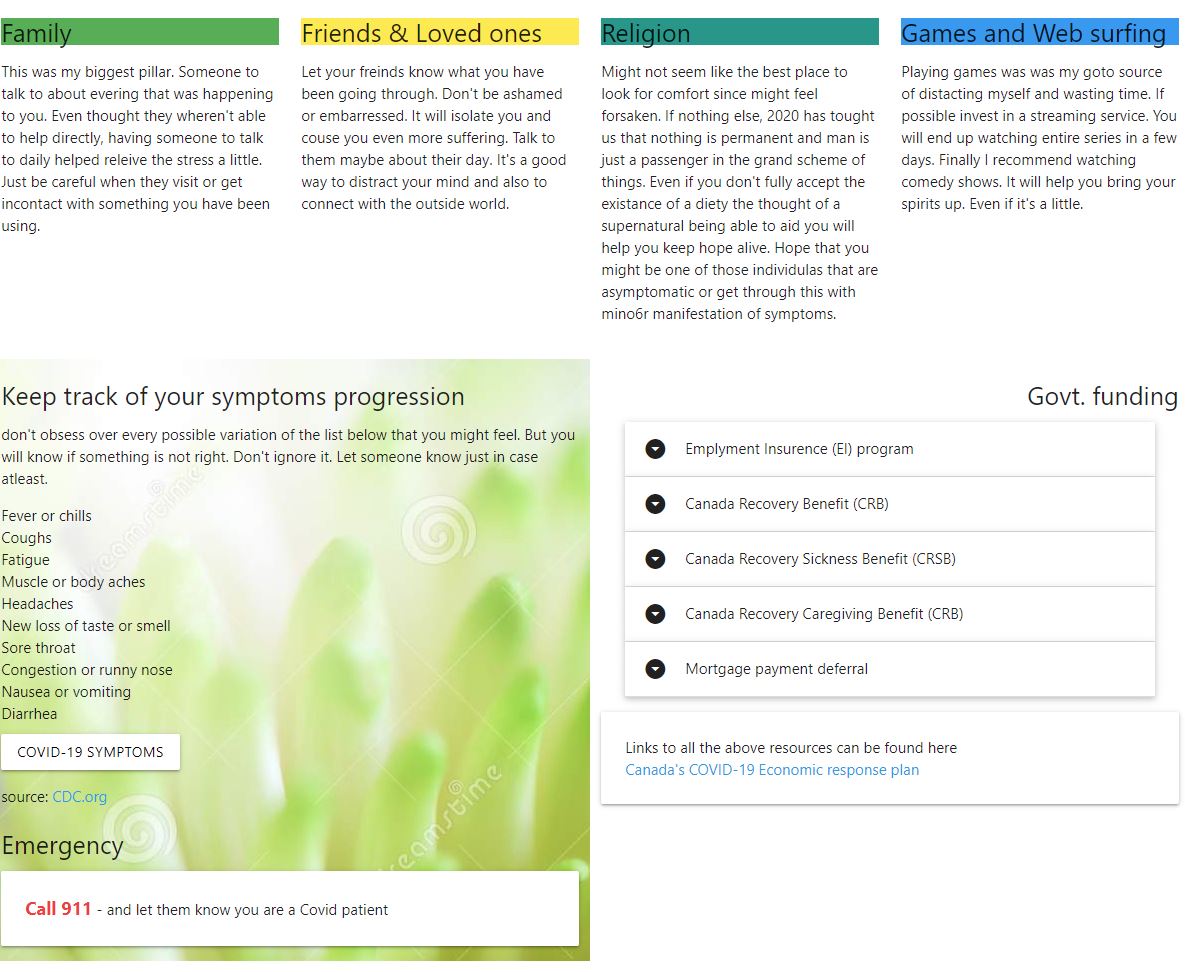 Family
This was my biggest pillar. Someone to
talk to about evering that was happening
to you. Even thought they wheren't able
to help directly, having someone to talk
to daily helped releive the stress a little.
Just be careful when they visit or get
incontact with something you have been
using.
Friends & Loved ones
Let your freinds know what you have
been going through. Don't be ashamed
or embarressed. It will isolate you and
couse you even more suffering. Talk to
them maybe about their day. It's a good
way to distract your mind and also to
connect with the outside world.
Religion
Might not seem like the best place to
look for comfort since might feel
forsaken. If nothing else, 2020 has tought
us that nothing is permanent and man is
just a passenger in the grand scheme of
things. Even if you don't fully accept the
existance of a diety the thought of a
supernatural being able to aid you will
help you keep hope alive. Hope that you
might be one of those individulas that are
asymptomatic or get through this with
mino6r manifestation of symptoms.
Games and Web surfing
Playing games was was my goto source
of distacting myself and wasting time. If
possible invest in a streaming service. You
will end up watching entire series in a few
days. Finally I recommend watching
comedy shows. It will help you bring your
spirits up. Even if it's a little.
Keep track of your symptoms progression
don't obsess over every possible variation of the list below that you might feel. But you
will know if something is not right. Don't ignore it. Let someone know just in case
atleast.
Fever or chills
Coughs
Fatigue
Muscle or body aches
Headaches
New loss of taste or smell
Sore throat
Congestion or runny nose
Nausea or vomiting
Diarrhea
COVID-19 SYMPTOMS
source: CDC.org
Emergency
Call 911 - and let them know you are a Covid patient
dreamstime
dreamstime
Govt. funding
Emplyment Insurence (EI) program
Canada Recovery Benefit (CRB)
Canada Recovery Sickness Benefit (CRSB)
Canada Recovery Caregiving Benefit (CRB)
Mortgage payment deferral
Links to all the above resources can be found here
Canada's COVID-19 Economic response plan